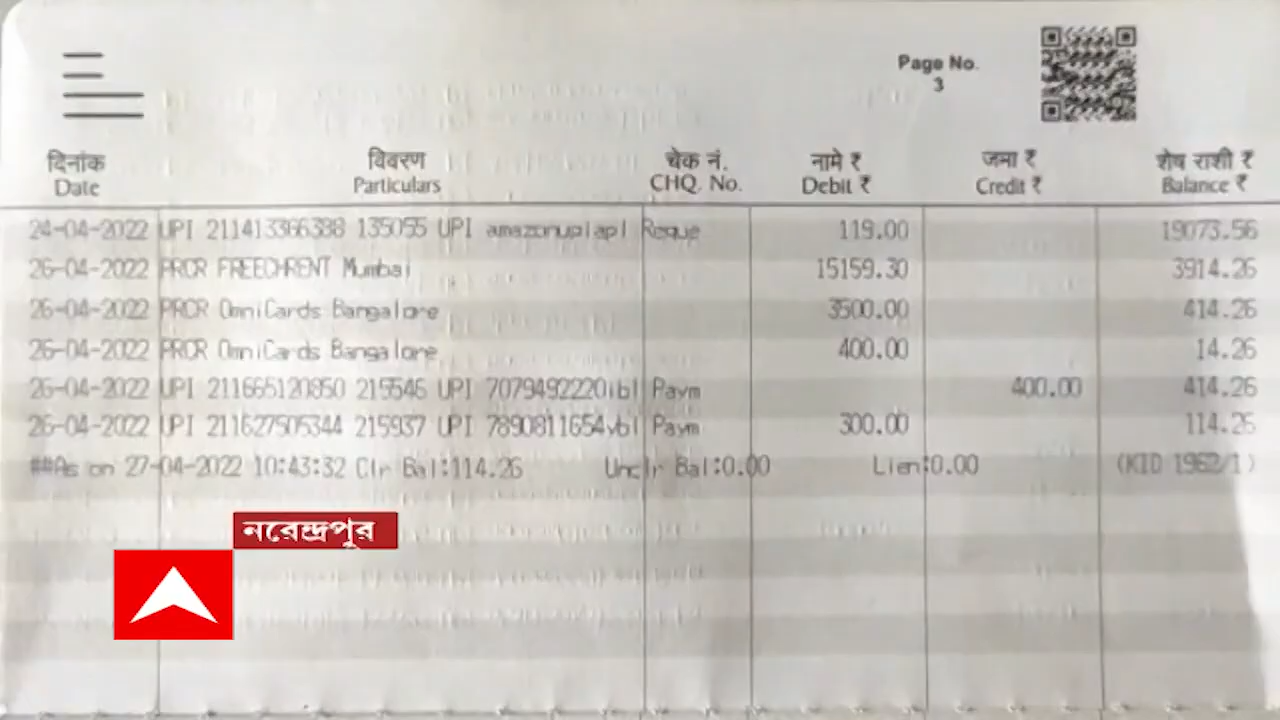 Page No.
3
दिनांक विवरण चेक नं. नामे ₹ जमा ₹ शेष राशी ₹
Date Particulars CHQ. No. Debit ₹ Credit ₹ Balance ₹
24-04-2022 UPI 211413366338 135055 UPI amazonupiapl Reque 119.00 19073.56
26-04-2022 PRCR FREECHRENT Mumbai 15159.30 3914.26
26-04-2022 PRCR OmniCards Bangalore 3500.00 414.26
26-04-2022 PRCR OmniCards Bangalore 400.00 14.26
26-04-2022 UPI 211665120850 215546 UPI 7079492220ibl Paym 400.00 414.26
26-04-2022 UPI 211627505344 215937 UPI 7890811654ybl Paym 300.00 114.26
##As on 27-04-2022 10:43:32 Clr Bal:114.26 Unclr Bal:0.00 Lien:0.00 (KID 1962/1)
নরেন্দ্রপুর